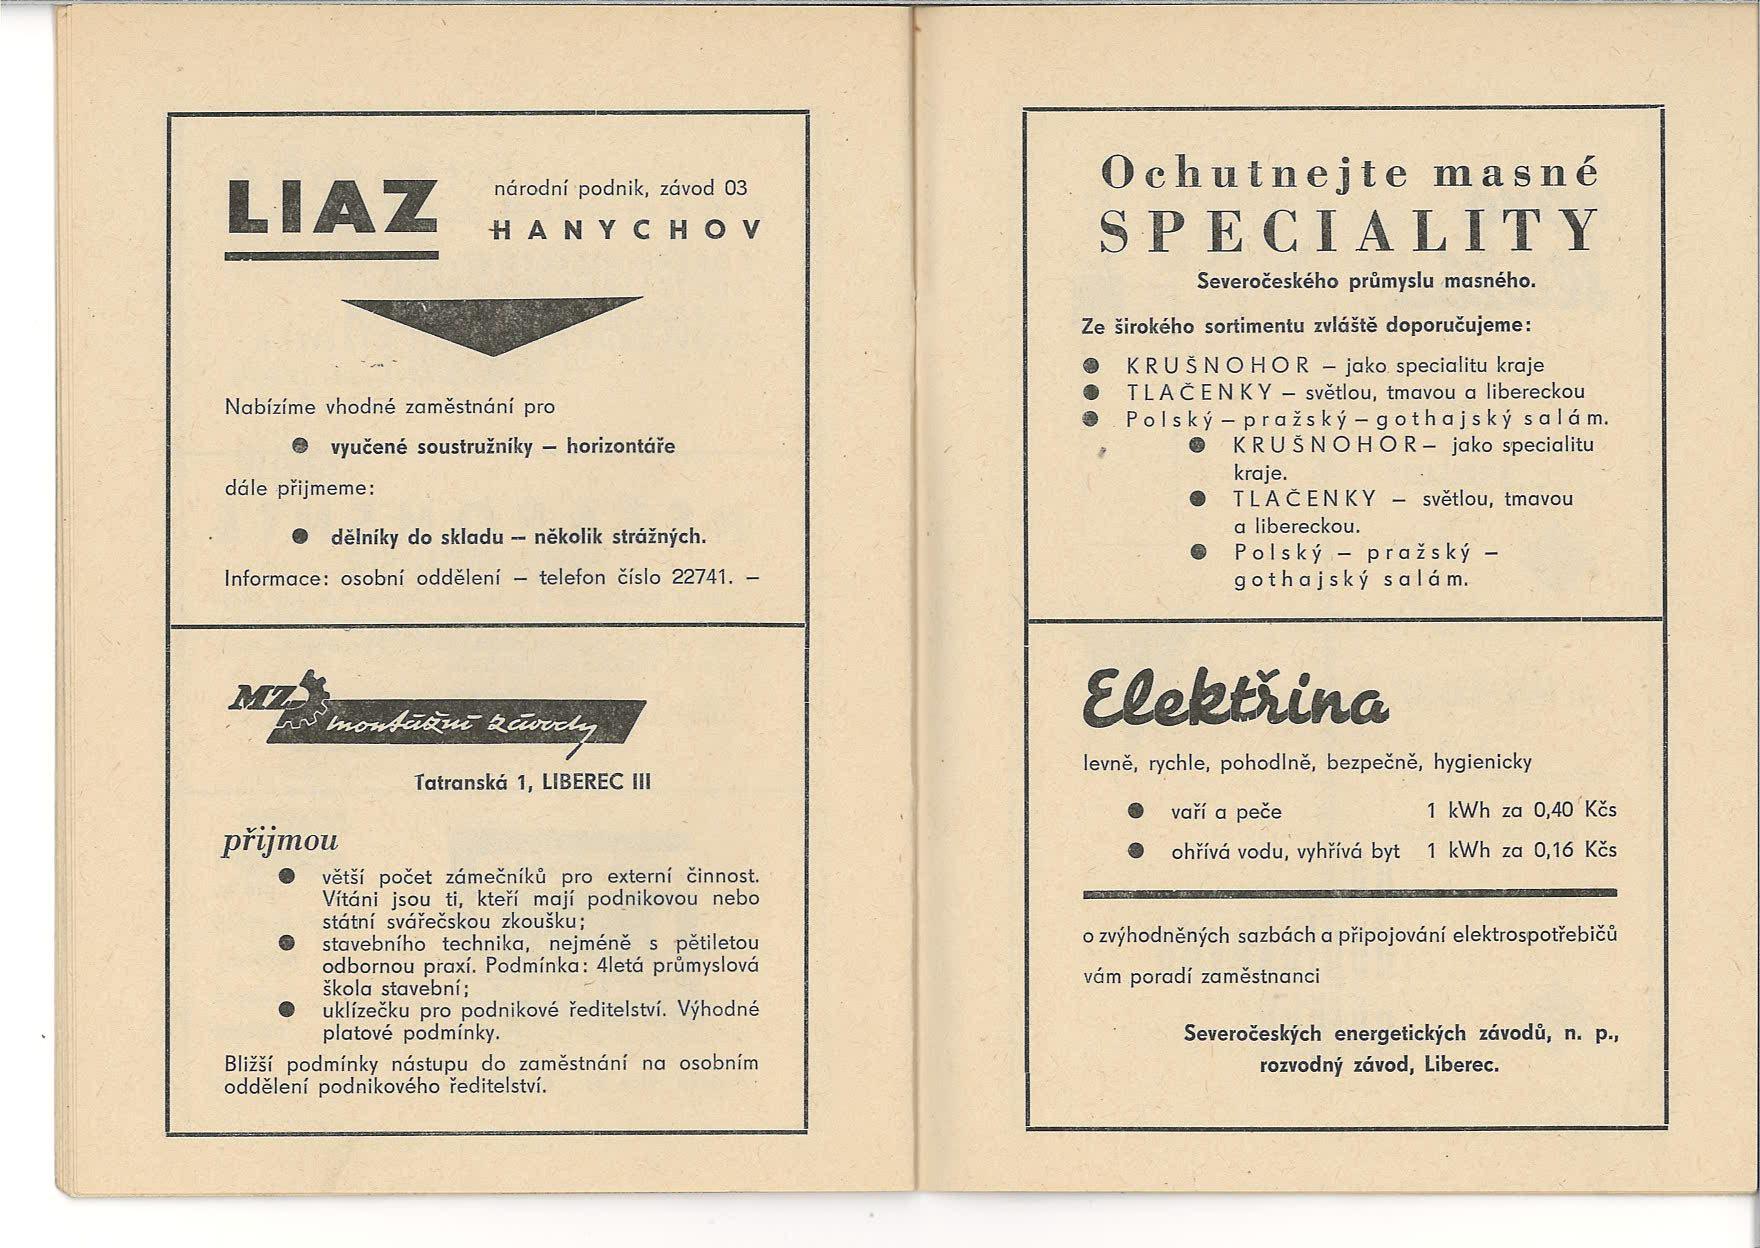 LIAZ
národní podnik, závod 03
HANYCHOV
Nabízíme vhodné zaměstnání pro
● vyučené soustružníky — horizontáře
dále přijmeme:
● dělníky do skladu — několik strážných.
Informace: osobní oddělení — telefon číslo 22741. —
MZ
montážní závody
Tatranská 1, LIBEREC III
přijmou
● větší počet zámečníků pro externí činnost.
Vítáni jsou ti, kteří mají podnikovou nebo
státní svářečskou zkoušku;
● stavebního technika, nejméně s pětiletou
odbornou praxí. Podmínka: 4letá průmyslová
škola stavební;
● uklízečku pro podnikové ředitelství. Výhodné
platové podmínky.
Bližší podmínky nástupu do zaměstnání na osobním
oddělení podnikového ředitelství.
Ochutnejte masné
SPECIALITY
Severočeského průmyslu masného.
Ze širokého sortimentu zvláště doporučujeme:
● KRUŠNOHOR — jako specialitu kraje
● TLAČENKY — světlou, tmavou a libereckou
● Polský — pražský — gothajský salám.
● KRUŠNOHOR — jako specialitu
kraje.
● TLAČENKY — světlou, tmavou
a libereckou.
● Polský — pražský —
gothajský salám.
Elektřina
levně, rychle, pohodlně, bezpečně, hygienicky
● vaří a peče 1 kWh za 0,40 Kčs
● ohřívá vodu, vyhřívá byt 1 kWh za 0,16 Kčs
o zvýhodněných sazbách a připojování elektrospotřebičů
vám poradí zaměstnanci
Severočeských energetických závodů, n. p.,
rozvodný závod, Liberec.